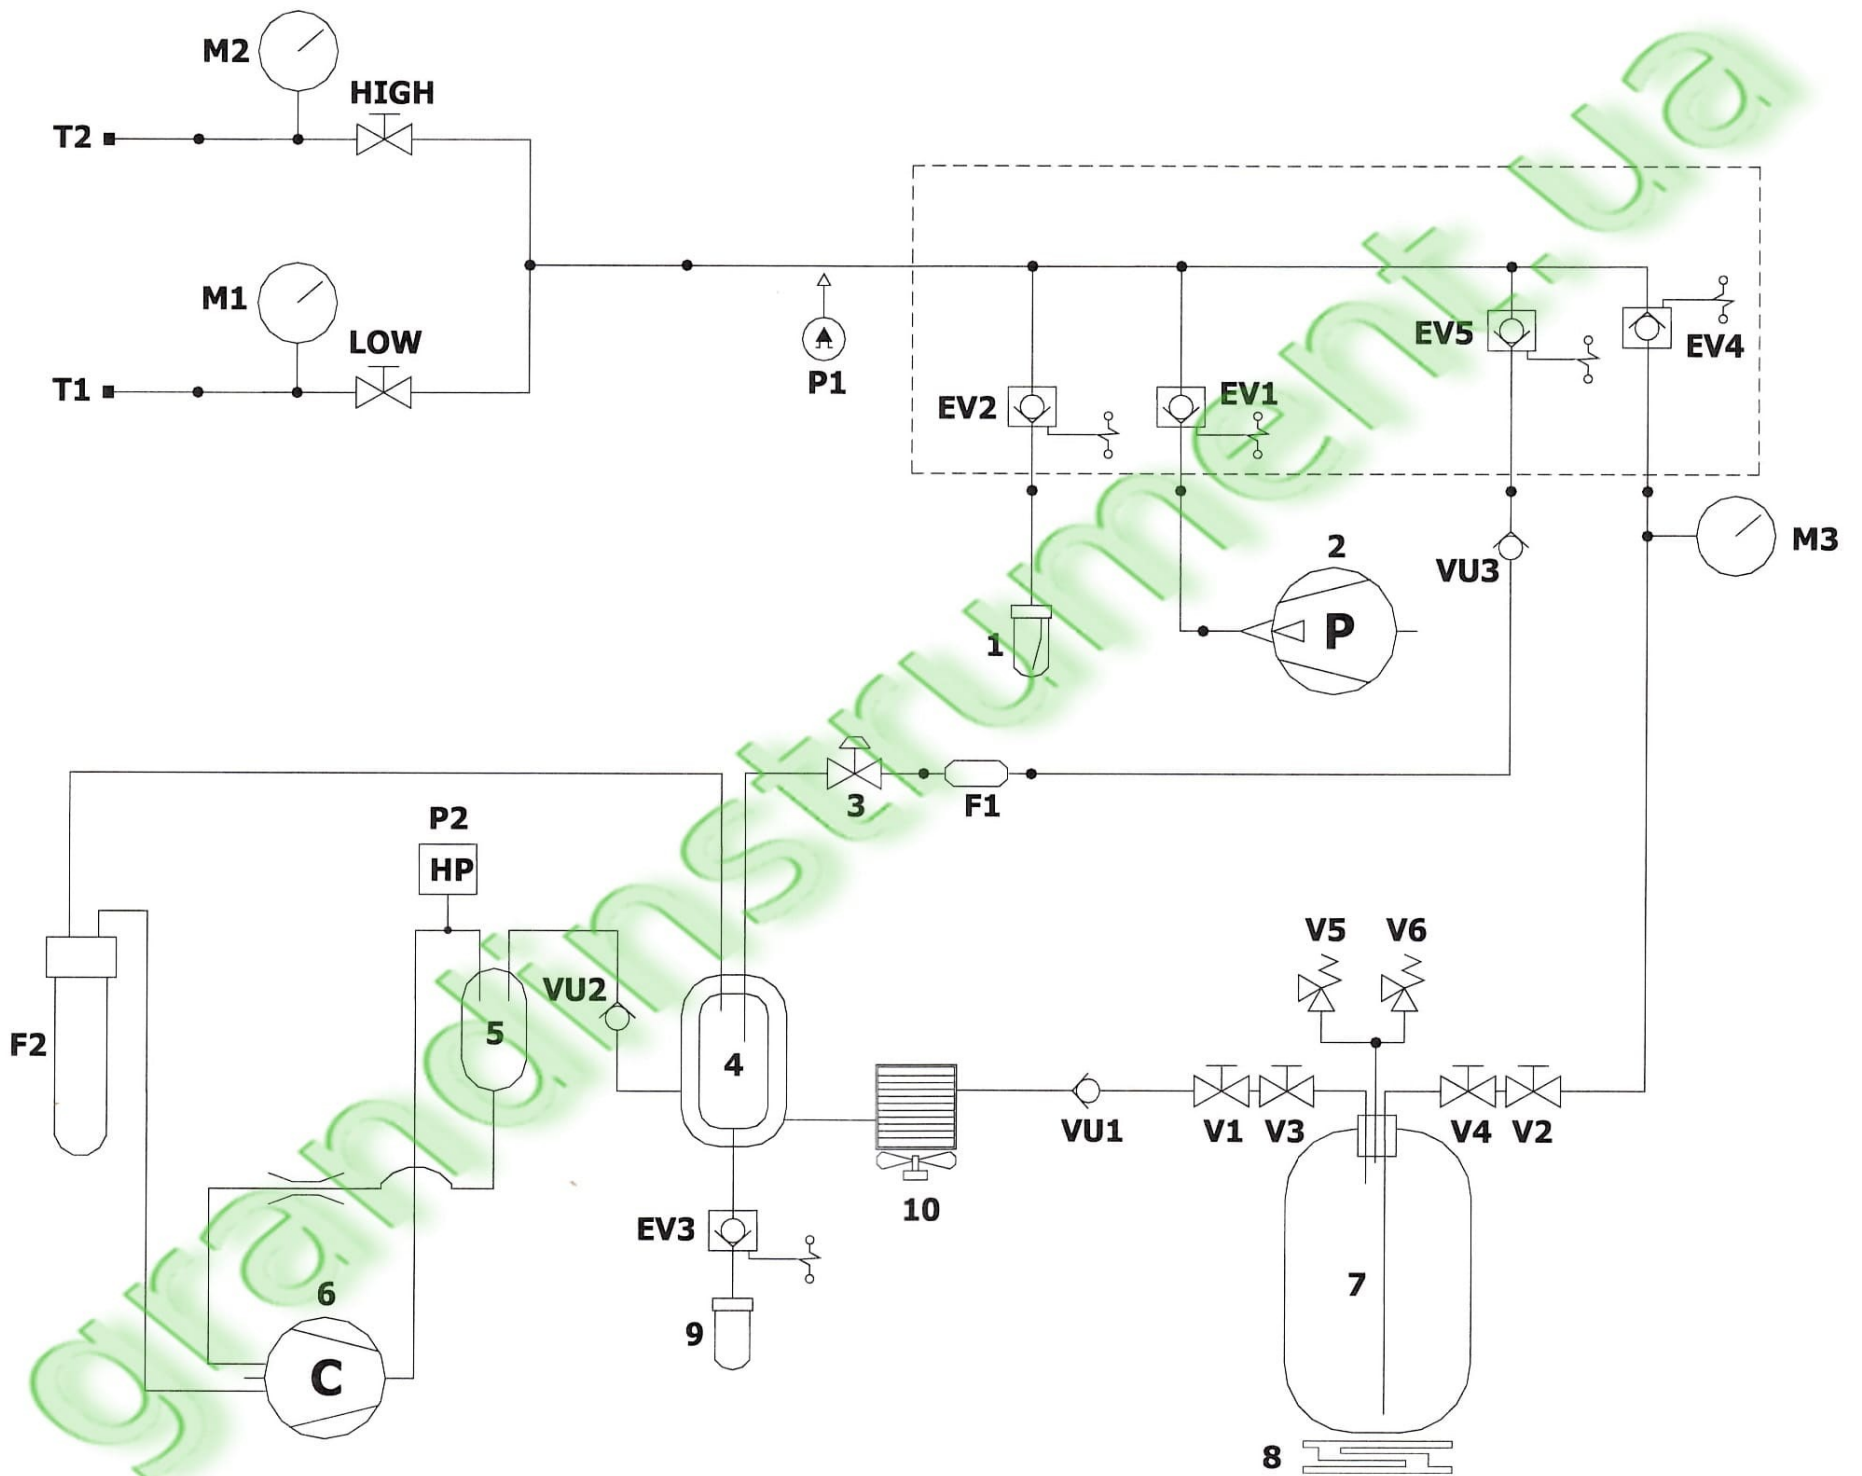 M2
HIGH
T2
M1
LOW
T1
P1
EV5
EV4
EV2
EV1
2
VU3
M3
1
P
3
F1
P2
HP
V5
V6
VU2
5
F2
4
VU1
V1
V3
V4
V2
10
EV3
7
6
9
C
8
grandinstrument.ua